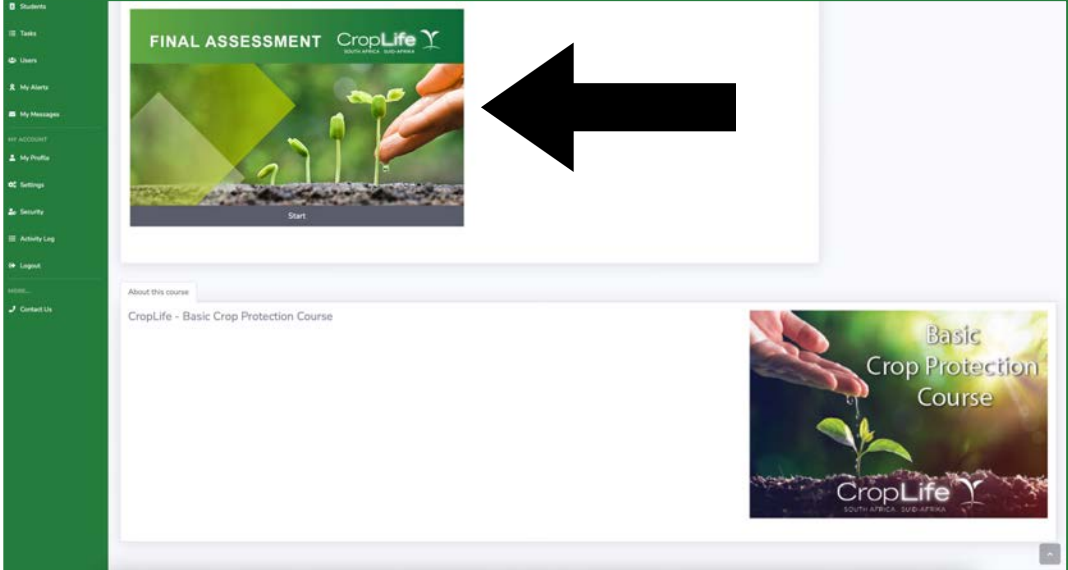 Students
Tasks
Users
My Alerts
My Messages
MY ACCOUNT
My Profile
Settings
Security
Activity Log
Logout
MORE...
Contact Us
FINAL ASSESSMENT CropLife
SOUTH AFRICA SUID-AFRIKA
Start
About this course
CropLife - Basic Crop Protection Course
Basic
Crop Protection
Course
CropLife
SOUTH AFRICA SUID-AFRIKA